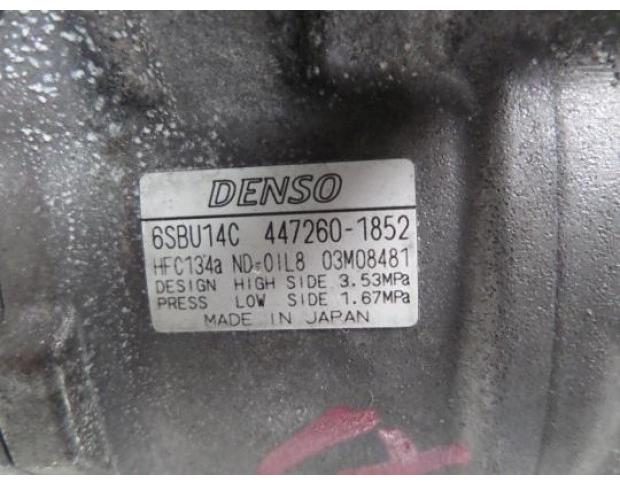 DENSO
6SBU14C 447260-1852
HFC134a ND-OIL8 03M08481
DESIGN HIGH SIDE 3.53MPa
PRESS LOW SIDE 1.67MPa
MADE IN JAPAN